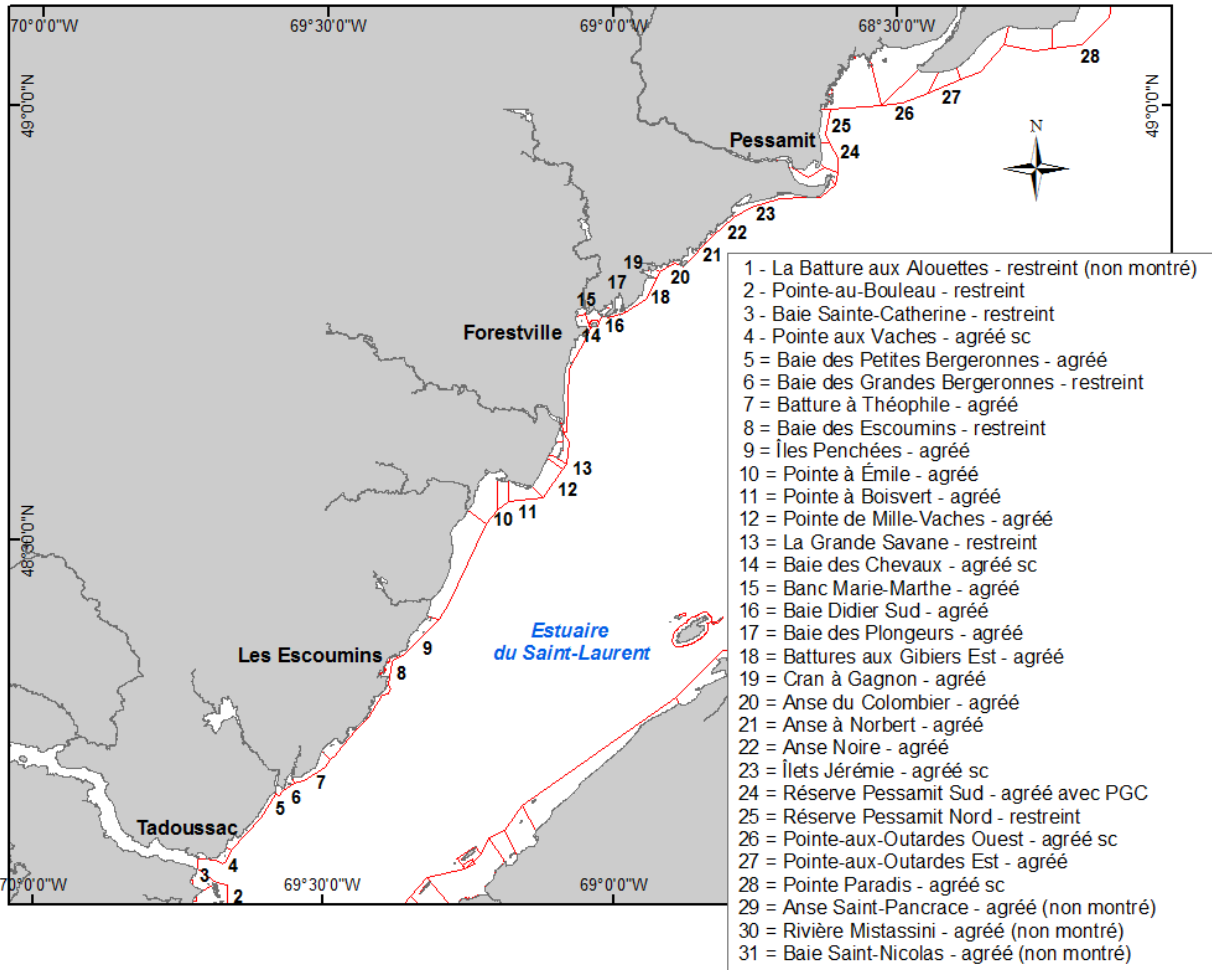 70°0'0"W 69°30'0"W 69°0'0"W 68°30'0"W
28
49°0'0"N
49°0'0"N
27
26
25
Pessamit
24
N
23
22
21
20
19
18
17
16
15
14
Forestville
13
12
11
10
48°30'0"N
Estuaire
du Saint-Laurent
9
Les Escoumins
8
7
6
5
Tadoussac
4
3
2
70°0'0"W 69°30'0"W 69°0'0"W
1 - La Batture aux Alouettes - restreint (non montré)
2 - Pointe-au-Bouleau - restreint
3 - Baie Sainte-Catherine - restreint
4 - Pointe aux Vaches - agréé sc
5 = Baie des Petites Bergeronnes - agréé
6 = Baie des Grandes Bergeronnes - restreint
7 = Batture à Théophile - agréé
8 = Baie des Escoumins - restreint
9 = Îles Penchées - agréé
10 = Pointe à Émile - agréé
11 = Pointe à Boisvert - agréé
12 = Pointe de Mille-Vaches - agréé
13 = La Grande Savane - restreint
14 = Baie des Chevaux - agréé sc
15 = Banc Marie-Marthe - agréé
16 = Baie Didier Sud - agréé
17 = Baie des Plongeurs - agréé
18 = Battures aux Gibiers Est - agréé
19 = Cran à Gagnon - agréé
20 = Anse du Colombier - agréé
21 = Anse à Norbert - agréé
22 = Anse Noire - agréé
23 = Îlets Jérémie - agréé sc
24 = Réserve Pessamit Sud - agréé avec PGC
25 = Réserve Pessamit Nord - restreint
26 = Pointe-aux-Outardes Ouest - agréé sc
27 = Pointe-aux-Outardes Est - agréé
28 = Pointe Paradis - agréé sc
29 = Anse Saint-Pancrace - agréé (non montré)
30 = Rivière Mistassini - agréé (non montré)
31 = Baie Saint-Nicolas - agréé (non montré)